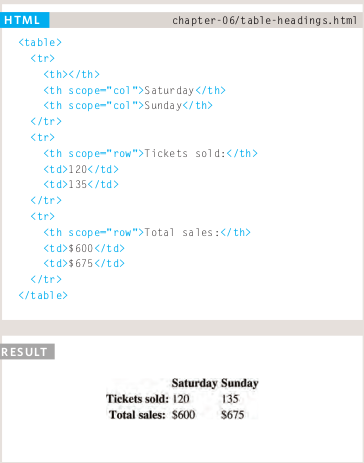 HTML chapter-06/table-headings.html
<table>
  <tr>
    <th></th>
    <th scope="col">Saturday</th>
    <th scope="col">Sunday</th>
  </tr>
  <tr>
    <th scope="row">Tickets sold:</th>
    <td>120</td>
    <td>135</td>
  </tr>
  <tr>
    <th scope="row">Total sales:</th>
    <td>$600</td>
    <td>$675</td>
  </tr>
</table>
RESULT
Saturday Sunday
Tickets sold: 120 135
Total sales: $600 $675